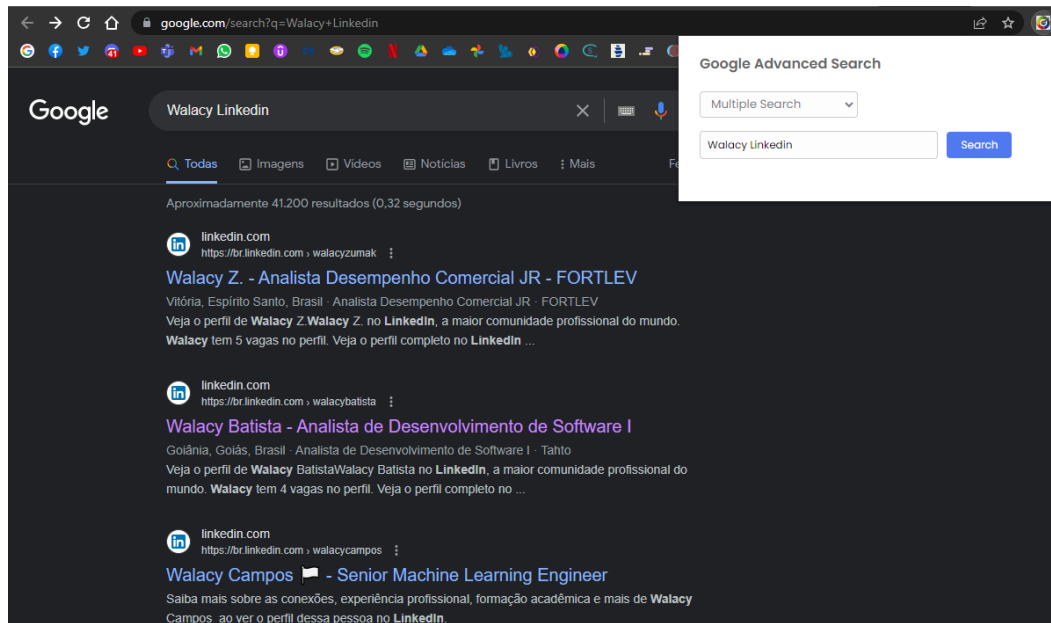 google.com/search?q=Walacy+Linkedin
41
Google Advanced Search
Multiple Search
Walacy Linkedin
Search
Google
Walacy Linkedin
Todas
Imagens
Vídeos
Notícias
Livros
Mais
Fe
Aproximadamente 41.200 resultados (0,32 segundos)
linkedin.com
https://br.linkedin.com › walacyzumak
Walacy Z. - Analista Desempenho Comercial JR - FORTLEV
Vitória, Espírito Santo, Brasil · Analista Desempenho Comercial JR · FORTLEV
Veja o perfil de Walacy Z.Walacy Z. no LinkedIn, a maior comunidade profissional do mundo.
Walacy tem 5 vagas no perfil. Veja o perfil completo no LinkedIn ...
linkedin.com
https://br.linkedin.com › walacybatista
Walacy Batista - Analista de Desenvolvimento de Software I
Goiânia, Goiás, Brasil · Analista de Desenvolvimento de Software I · Tahto
Veja o perfil de Walacy BatistaWalacy Batista no LinkedIn, a maior comunidade profissional do
mundo. Walacy tem 4 vagas no perfil. Veja o perfil completo no ...
linkedin.com
https://br.linkedin.com › walacycampos
Walacy Campos 🏳 - Senior Machine Learning Engineer
Saiba mais sobre as conexões, experiência profissional, formação acadêmica e mais de Walacy
Campos ao ver o perfil dessa pessoa no LinkedIn.